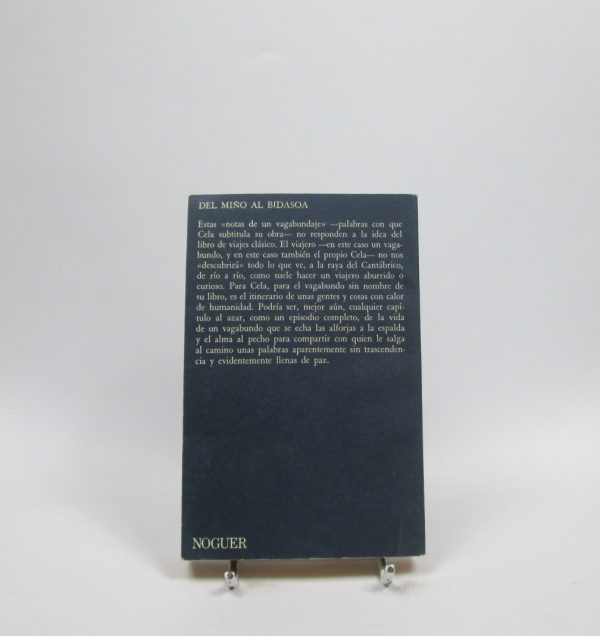 DEL MIÑO AL BIDASOA
Estas «notas de un vagabundaje» —palabras con que
Cela subtitula su obra— no responden a la idea del
libro de viajes clásico. El viajero —en este caso un vaga-
bundo, y en este caso también el propio Cela— no nos
«descubrirá» todo lo que ve, a la raya del Cantábrico,
de río a río, como suele hacer un viajero aburrido o
curioso. Para Cela, para el vagabundo sin nombre de
su libro, es el itinerario de unas gentes y cosas con calor
de humanidad. Podría ser, mejor aún, cualquier capí-
tulo al azar, como un episodio completo, de la vida
de un vagabundo que se echa las alforjas a la espalda
y el alma al pecho para compartir con quien le salga
al camino unas palabras aparentemente sin trascenden-
cia y evidentemente llenas de paz.
NOGUER